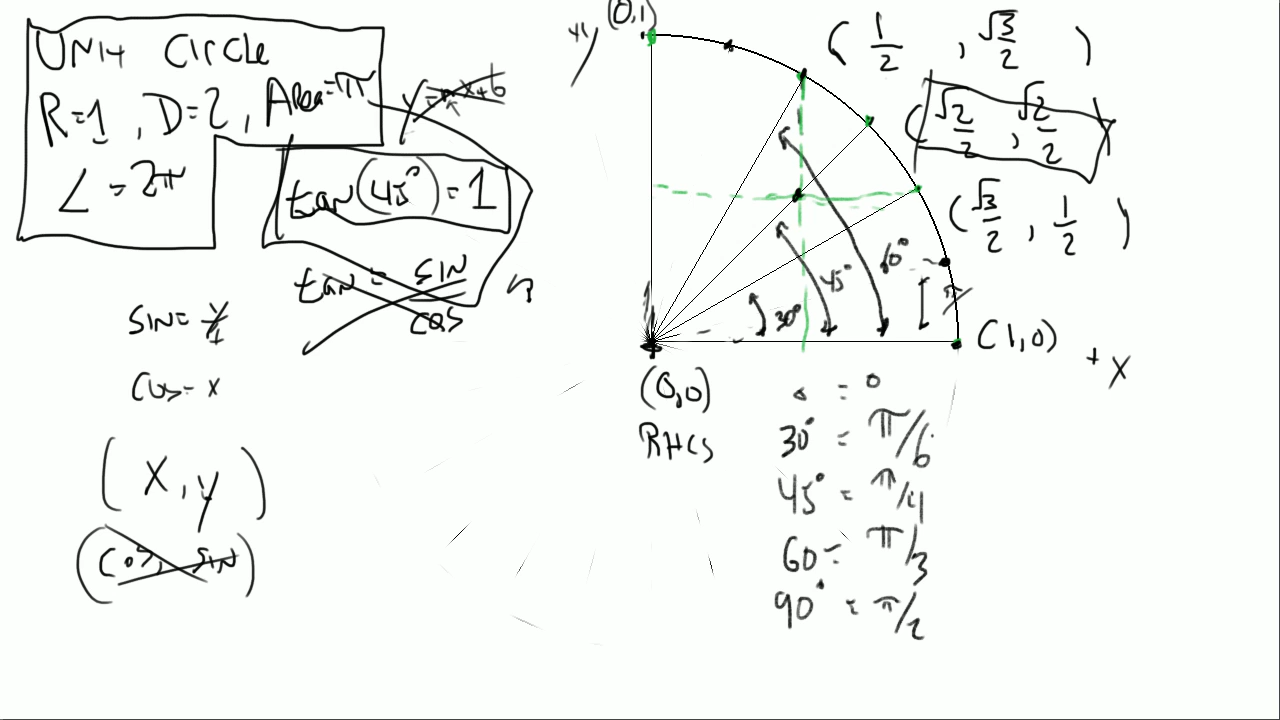 UNIT CIRCLE
R=1, D=2, AREA=π
∠ = 2π
y=mx+b
tan(45°)=1
tan = SIN/COS
SIN= y/1
COS= x
(X, y)
(COS, SIN)
+y
(0,1)
(1/2, √3/2)
(√2/2, √2/2)
(√3/2, 1/2)
60°
45°
30°
(1,0)
+X
(0,0)
RHCS
0 = 0
30° = π/6
45° = π/4
60 = π/3
90° = π/2